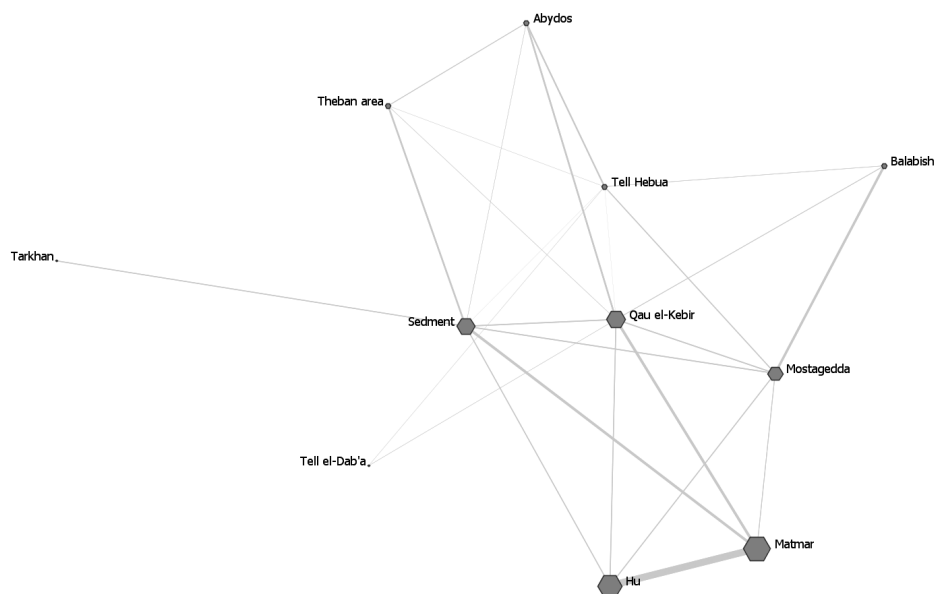 Abydos
Theban area
Balabish
Tell Hebua
Tarkhan
Qau el-Kebir
Sedment
Mostagedda
Tell el-Dab'a
Matmar
Hu